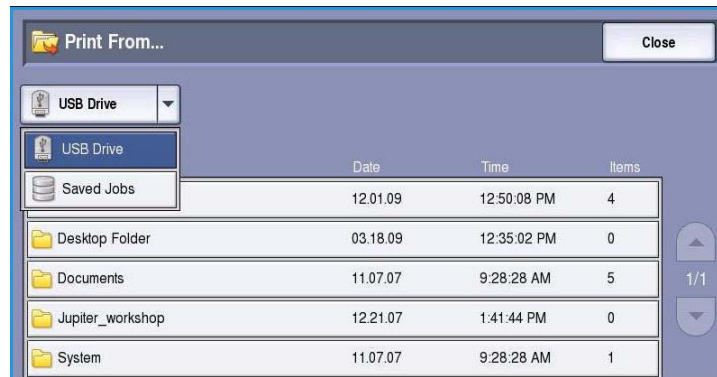 Print From...
Close
USB Drive
USB Drive
Saved Jobs
Date Time Items
12.01.09 12:50:08 PM 4
Desktop Folder 03.18.09 12:35:02 PM 0
Documents 11.07.07 9:28:28 AM 5
1/1
Jupiter_workshop 12.21.07 1:41:44 PM 0
System 11.07.07 9:28:28 AM 1